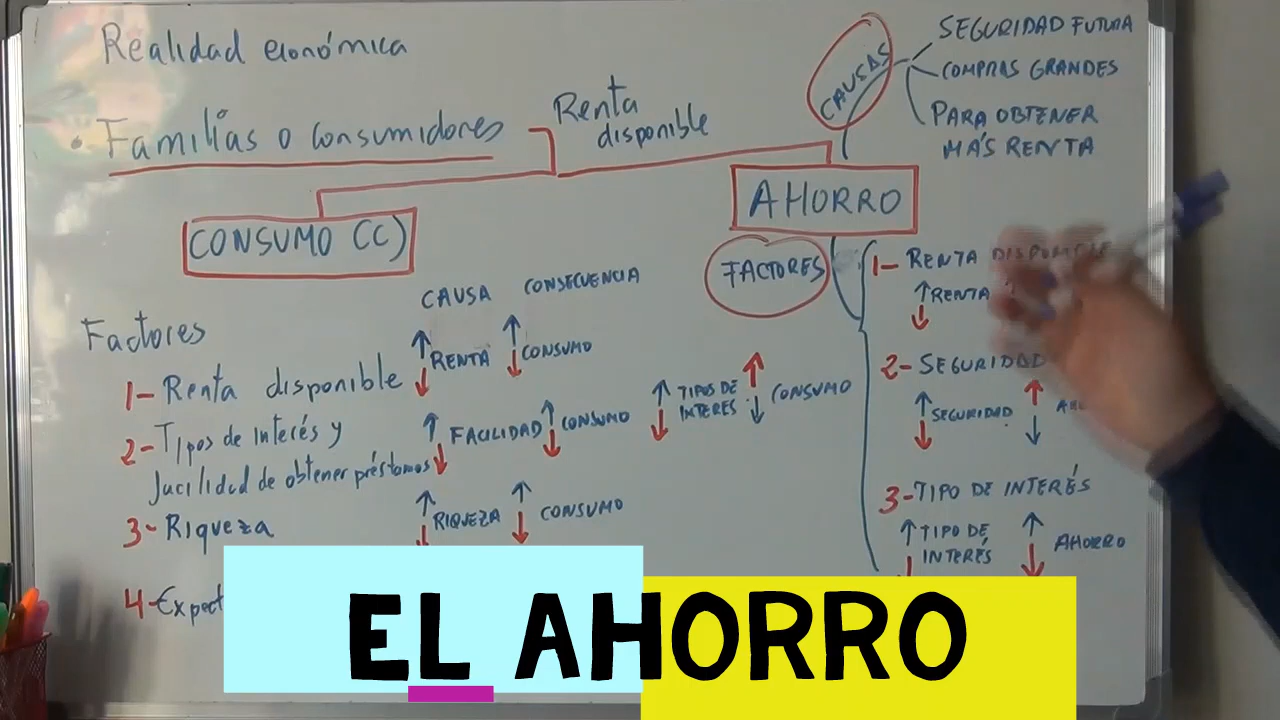 Realidad económica
• Familias o consumidores
Renta
disponible
CAUSAS
SEGURIDAD FUTURA
COMPRAS GRANDES
PARA OBTENER
MÁS RENTA
CONSUMO (C)
AHORRO
Factores
CAUSA
CONSECUENCIA
1- Renta disponible ↑↓ RENTA ↑↓ CONSUMO
2- Tipos de interés y
facilidad de obtener préstamos
↑↓ FACILIDAD ↑↓ CONSUMO
↑↓ TIPOS DE
INTERÉS ↑↓ CONSUMO
3- Riqueza ↑↓ RIQUEZA ↑↓ CONSUMO
4- Expect
FACTORES
1- RENTA
↑↓ RENTA
2- SEGURIDAD
↑↓ SEGURIDAD ↑↓
3- TIPO DE INTERÉS
↑↓ TIPO DE
INTERÉS ↑↓ AHORRO
EL AHORRO